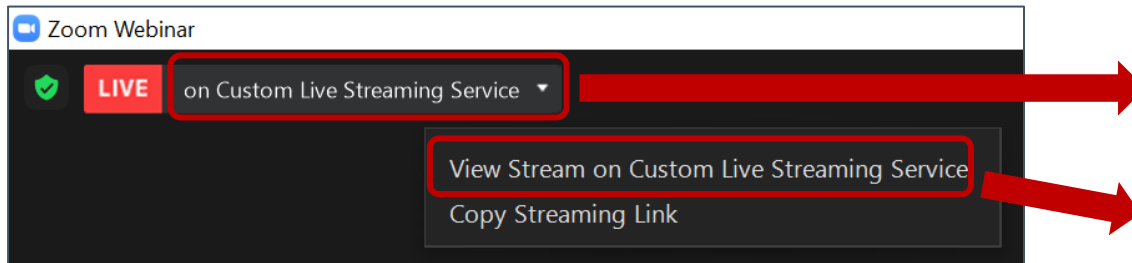 Zoom Webinar
LIVE on Custom Live Streaming Service
View Stream on Custom Live Streaming Service
Copy Streaming Link